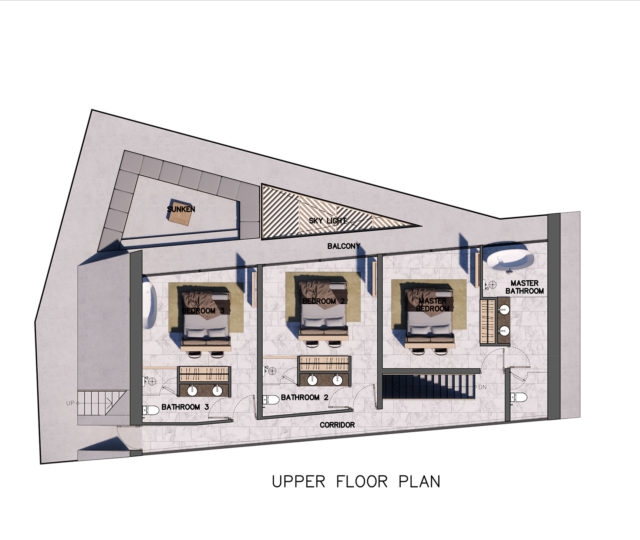 SUNKEN
SKY LIGHT
BALCONY
BEDROOM 3
BEDROOM 2
MASTER
BEDROOM
MASTER
BATHROOM
UP
DN
BATHROOM 3
BATHROOM 2
CORRIDOR
UPPER FLOOR PLAN